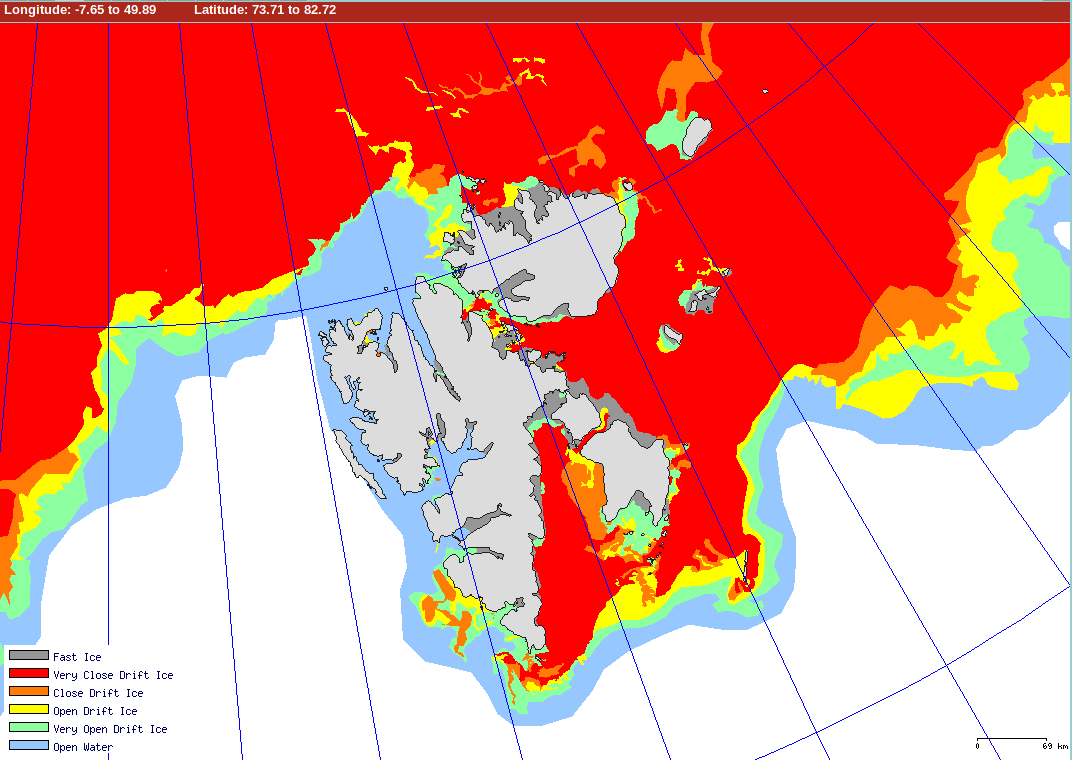 Longitude: -7.65 to 49.89 Latitude: 73.71 to 82.72
Fast Ice
Very Close Drift Ice
Close Drift Ice
Open Drift Ice
Very Open Drift Ice
Open Water
0 69 km